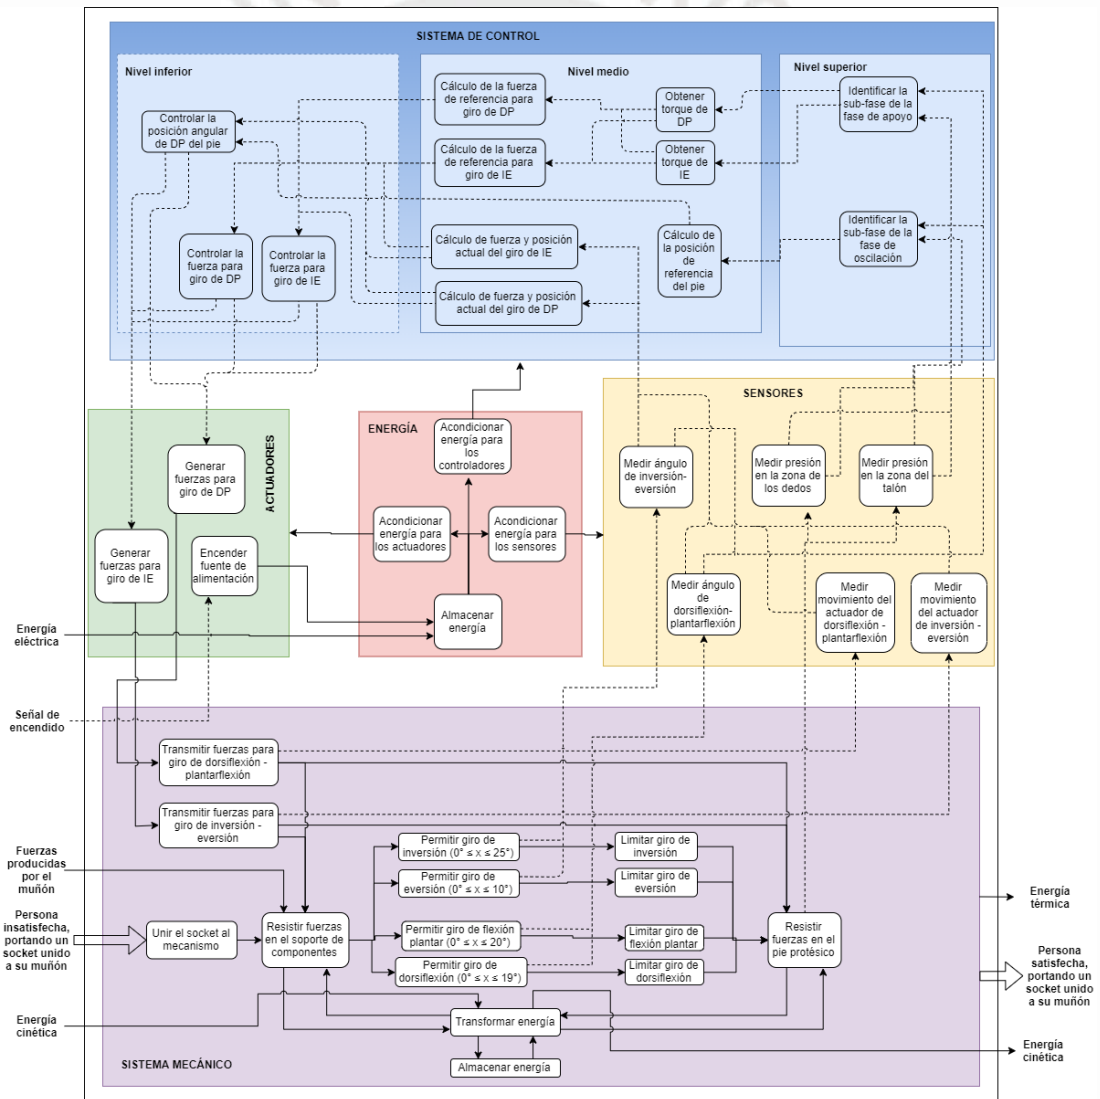 SISTEMA DE CONTROL
Nivel inferior
Nivel medio
Nivel superior
Controlar la
posición angular
de DP del pie
Cálculo de la fuerza
de referencia para
giro de DP
Obtener
torque de
DP
Identificar la
sub-fase de la
fase de apoyo
Cálculo de la fuerza
de referencia para
giro de IE
Obtener
torque de
IE
Controlar la
fuerza para
giro de DP
Controlar la
fuerza para
giro de IE
Cálculo de fuerza y posición
actual del giro de IE
Cálculo de
la posición
de
referencia
del pie
Identificar la
sub-fase de la
fase de
oscilación
Cálculo de fuerza y posición
actual del giro de DP
ACTUADORES
Generar
fuerzas para
giro de DP
Generar
fuerzas para
giro de IE
Encender
fuente de
alimentación
ENERGÍA
Acondicionar
energía para
los
controladores
Acondicionar
energía para
los actuadores
Acondicionar
energía para
los sensores
Almacenar
energía
SENSORES
Medir ángulo
de inversión-
eversión
Medir presión
en la zona de
los dedos
Medir presión
en la zona del
talón
Medir ángulo
de
dorsiflexión-
plantarflexión
Medir
movimiento del
actuador de
dorsiflexión -
plantarflexión
Medir
movimiento
del actuador
de inversión -
eversión
Energía
eléctrica
Señal de
encendido
Transmitir fuerzas para
giro de dorsiflexión -
plantarflexión
Transmitir fuerzas para
giro de inversión -
eversión
Fuerzas
producidas
por el
muñón
Persona
insatisfecha,
portando un
socket unido
a su muñón
Unir el socket al
mecanismo
Resistir fuerzas
en el soporte de
componentes
Permitir giro de
inversión (0° ≤ x ≤ 25°)
Limitar giro de
inversión
Permitir giro de
eversión (0° ≤ x ≤ 10°)
Limitar giro de
eversión
Permitir giro de flexión
plantar (0° ≤ x ≤ 20°)
Limitar giro de
flexión plantar
Permitir giro de
dorsiflexión (0° ≤ x ≤ 19°)
Limitar giro de
dorsiflexión
Resistir
fuerzas en el
pie protésico
Energía
térmica
Persona
satisfecha,
portando un
socket unido
a su muñón
Energía
cinética
Transformar energía
Almacenar energía
Energía
cinética
SISTEMA MECÁNICO